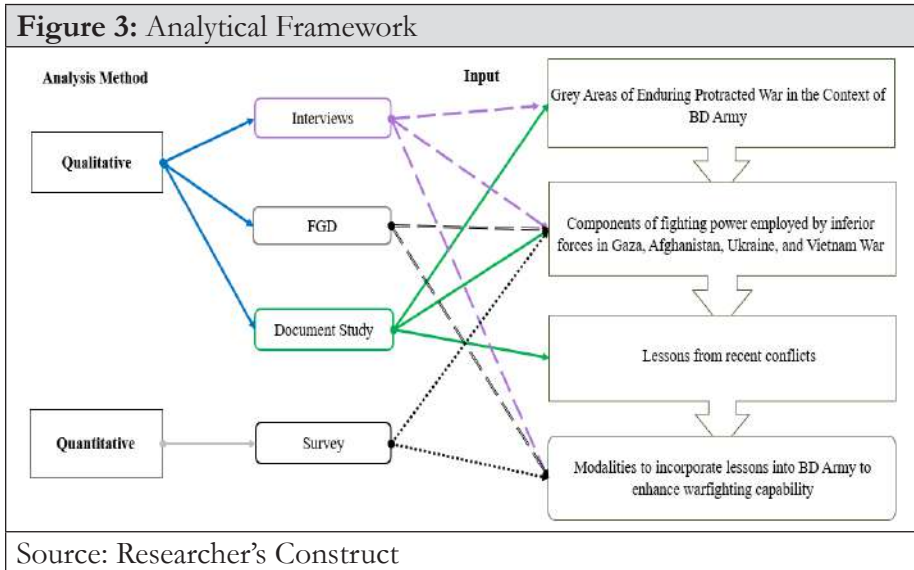 Figure 3: Analytical Framework
Analysis Method
Input
Qualitative
Quantitative
Interviews
FGD
Document Study
Survey
Grey Areas of Enduring Protracted War in the Context of
BD Army
Components of fighting power employed by inferior
forces in Gaza, Afghanistan, Ukraine, and Vietnam War
Lessons from recent conflicts
Modalities to incorporate lessons into BD Army to
enhance warfighting capability
Source: Researcher's Construct